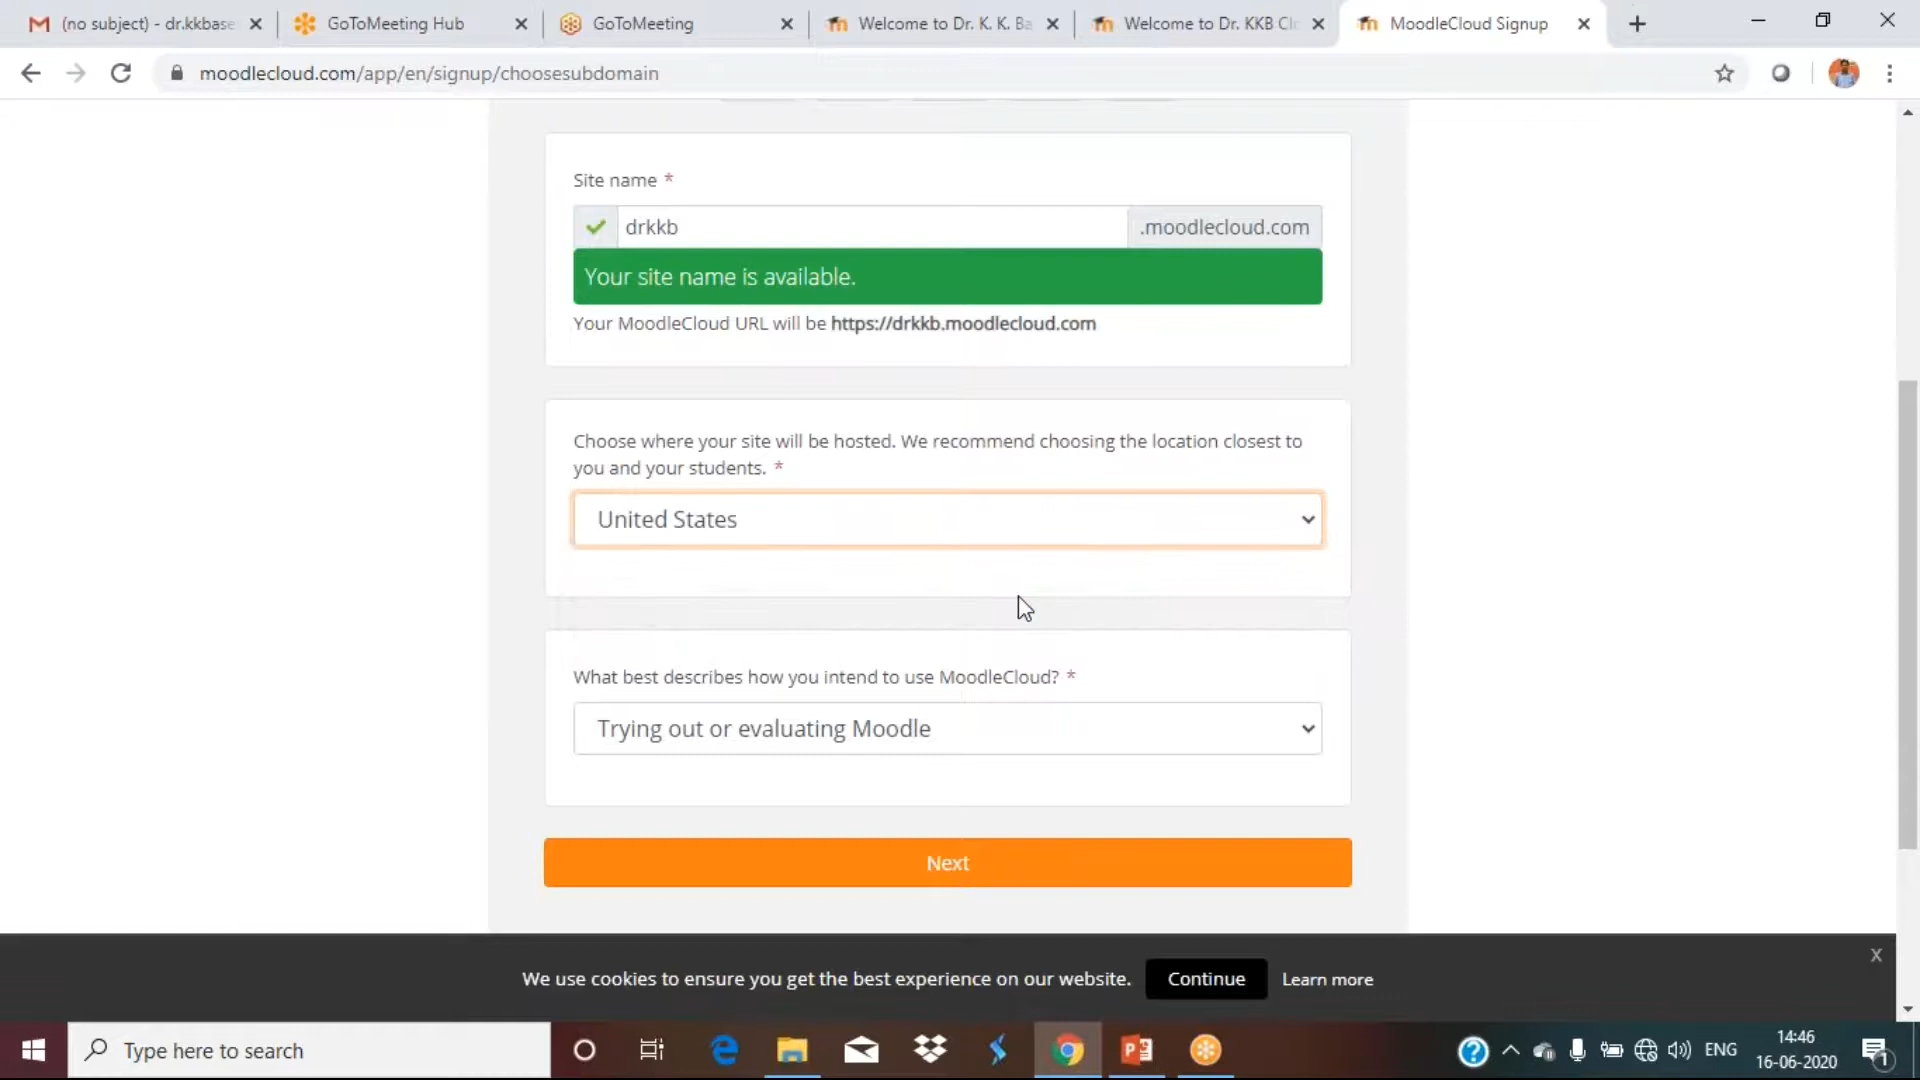 (no subject) - dr.kkbase
GoToMeeting Hub
GoToMeeting
Welcome to Dr. K. K. Ba
Welcome to Dr. KKB Clo
MoodleCloud Signup
moodlecloud.com/app/en/signup/choosesubdomain
Site name *
drkkb
.moodlecloud.com
Your site name is available.
Your MoodleCloud URL will be https://drkkb.moodlecloud.com
Choose where your site will be hosted. We recommend choosing the location closest to
you and your students. *
United States
What best describes how you intend to use MoodleCloud? *
Trying out or evaluating Moodle
Next
We use cookies to ensure you get the best experience on our website.
Continue
Learn more
x
Type here to search
ENG
14:46
16-06-2020
1